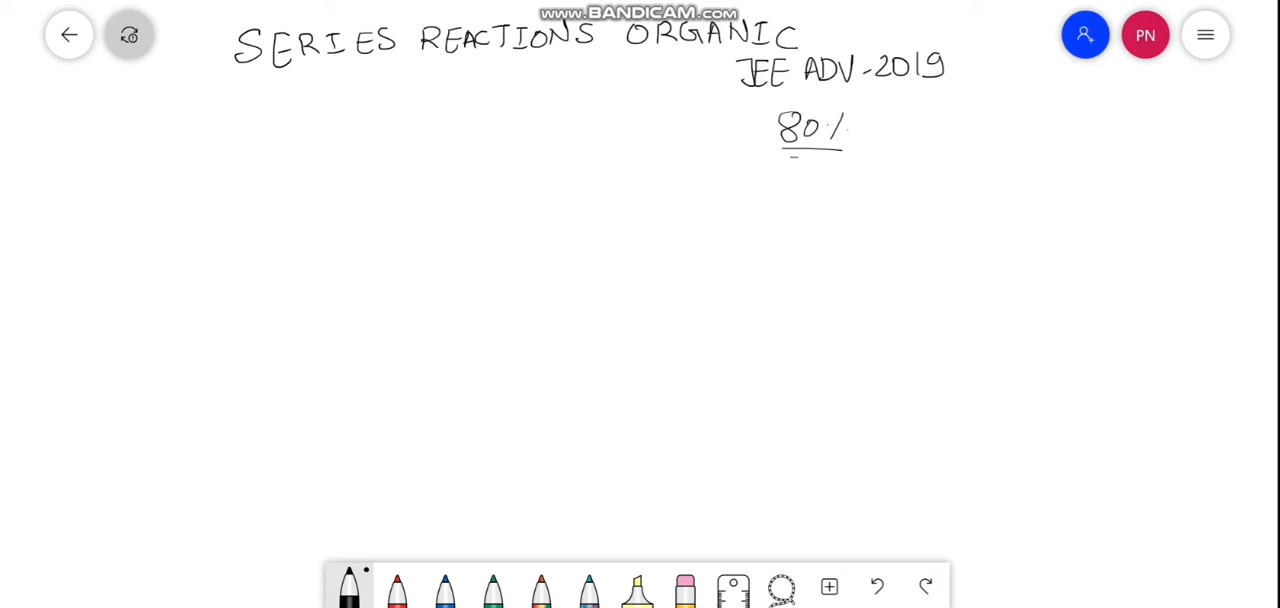 www.BANDICAM.com
SERIES REACTIONS ORGANIC
JEE ADV-2019
80%
PN